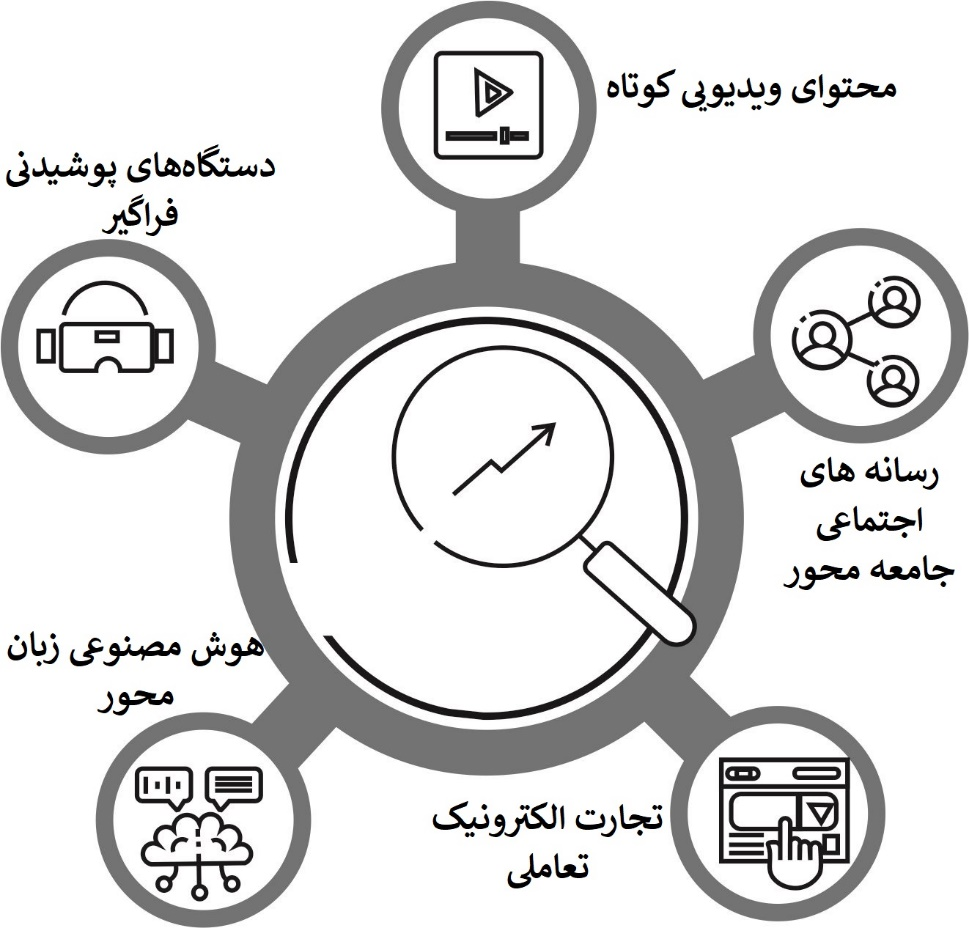 محتوای ویدیویی کوتاه
دستگاه‌های پوشیدنی
فراگیر
رسانه های
اجتماعی
جامعه محور
هوش مصنوعی زبان
محور
تجارت الکترونیک
تعاملی